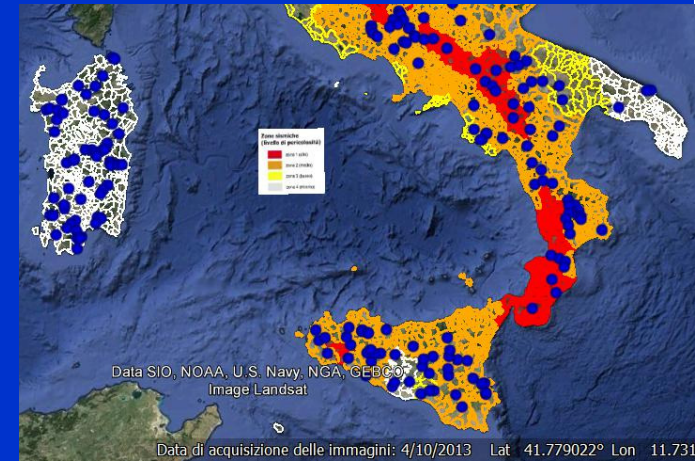 Zone sismiche
(livello di pericolosità)
zona 1 (alta)
zona 2 (media)
zona 3 (bassa)
zona 4 (minima)
Data SIO, NOAA, U.S. Navy, NGA, GEBCO
Image Landsat
Data di acquisizione delle immagini: 4/10/2013 Lat 41.779022° Lon 11.731